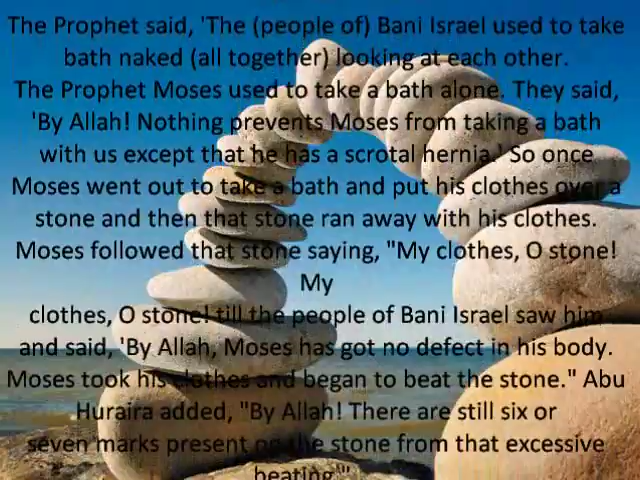 The Prophet said, 'The (people of) Bani Israel used to take
bath naked (all together) looking at each other.
The Prophet Moses used to take a bath alone. They said,
'By Allah! Nothing prevents Moses from taking a bath
with us except that he has a scrotal hernia.' So once
Moses went out to take a bath and put his clothes over a
stone and then that stone ran away with his clothes.
Moses followed that stone saying, "My clothes, O stone!
My
clothes, O stone! till the people of Bani Israel saw him
and said, 'By Allah, Moses has got no defect in his body.
Moses took his clothes and began to beat the stone." Abu
Huraira added, "By Allah! There are still six or
seven marks present on the stone from that excessive
beating."'